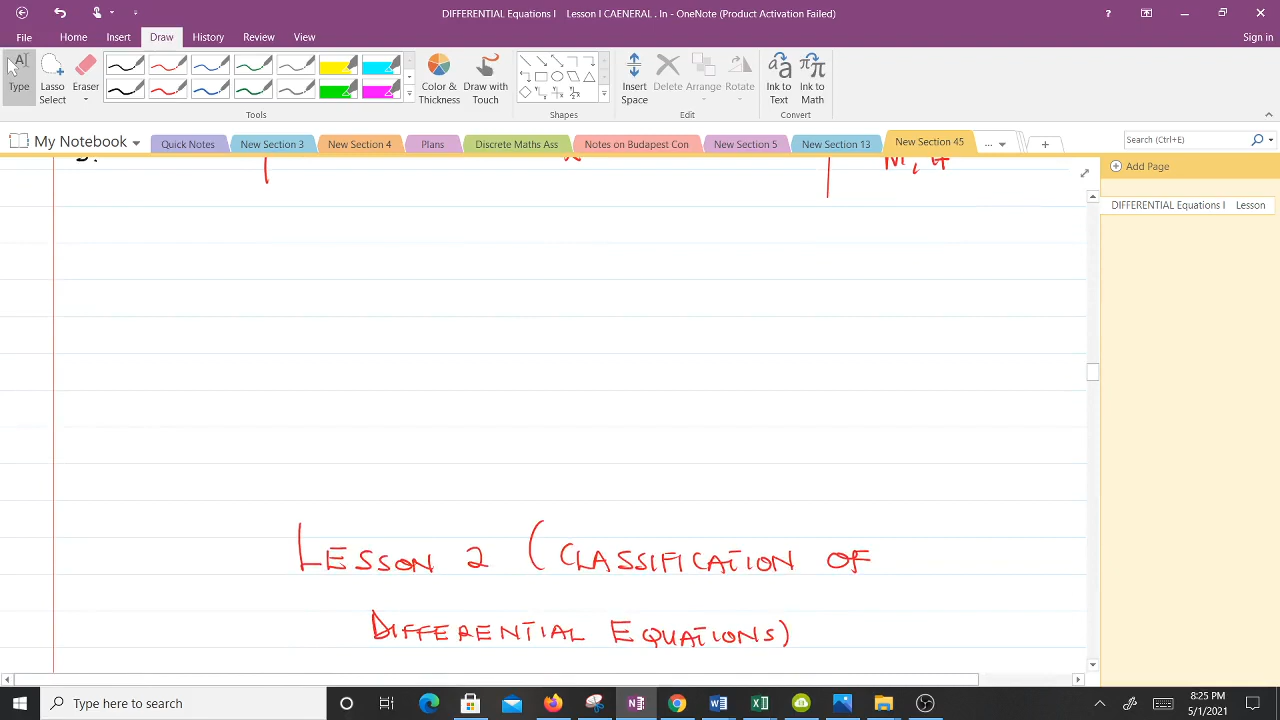 DIFFERENTIAL Equations I Lesson I CAENERAL . In - OneNote (Product Activation Failed)
File Home Insert Draw History Review View Sign in
Type Lasso Select Eraser Color & Thickness Draw with Touch Insert Space Delete Arrange Rotate Ink to Text Ink to Math
Tools Shapes Edit Convert
My Notebook Quick Notes New Section 3 New Section 4 Plans Discrete Maths Ass Notes on Budapest Con New Section 5 New Section 13 New Section 45 ... Search (Ctrl+E)
Add Page
DIFFERENTIAL Equations I Lesson
LESSON 2 (CLASSIFICATION OF
DIFFERENTIAL EQUATIONS)
Type here to search
8:25 PM
5/1/2021